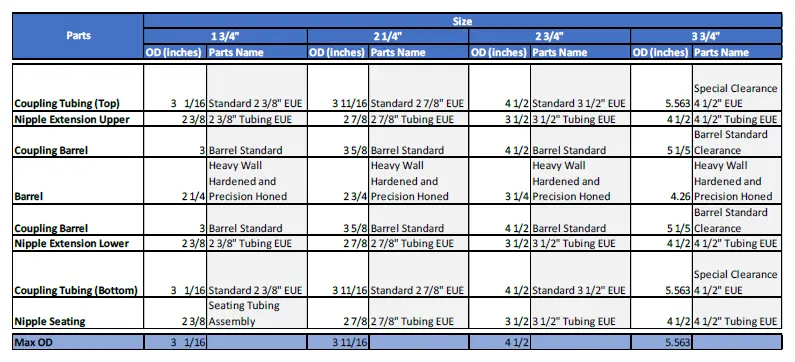 Parts Size
1 3/4" 2 1/4" 2 3/4" 3 3/4"
OD (inches) Parts Name OD (inches) Parts Name OD (inches) Parts Name OD (inches) Parts Name
Special Clearance
Coupling Tubing (Top) 3 1/16 Standard 2 3/8" EUE 3 11/16 Standard 2 7/8" EUE 4 1/2 Standard 3 1/2" EUE 5.563 4 1/2" EUE
Nipple Extension Upper 2 3/8 2 3/8" Tubing EUE 2 7/8 2 7/8" Tubing EUE 3 1/2 3 1/2" Tubing EUE 4 1/2 4 1/2" Tubing EUE
Barrel Standard
Coupling Barrel 3 Barrel Standard 3 5/8 Barrel Standard 4 1/2 Barrel Standard 5 1/5 Clearance
Heavy Wall Heavy Wall Heavy Wall Heavy Wall
Hardened and Hardened and Hardened and Hardened and
Barrel 2 1/4 Precision Honed 2 3/4 Precision Honed 3 1/4 Precision Honed 4.26 Precision Honed
Barrel Standard
Coupling Barrel 3 Barrel Standard 3 5/8 Barrel Standard 4 1/2 Barrel Standard 5 1/5 Clearance
Nipple Extension Lower 2 3/8 2 3/8" Tubing EUE 2 7/8 2 7/8" Tubing EUE 3 1/2 3 1/2" Tubing EUE 4 1/2 4 1/2" Tubing EUE
Special Clearance
Coupling Tubing (Bottom) 3 1/16 Standard 2 3/8" EUE 3 11/16 Standard 2 7/8" EUE 4 1/2 Standard 3 1/2" EUE 5.563 4 1/2" EUE
Seating Tubing
Nipple Seating 2 3/8 Assembly 2 7/8 2 7/8" Tubing EUE 3 1/2 3 1/2" Tubing EUE 4 1/2 4 1/2" Tubing EUE
Max OD 3 1/16 3 11/16 4 1/2 5.563